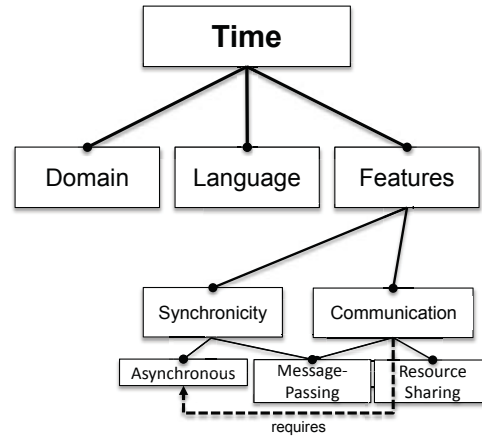 Time
Domain
Language
Features
Synchronicity
Communication
Asynchronous
Message-
Passing
Resource
Sharing
requires